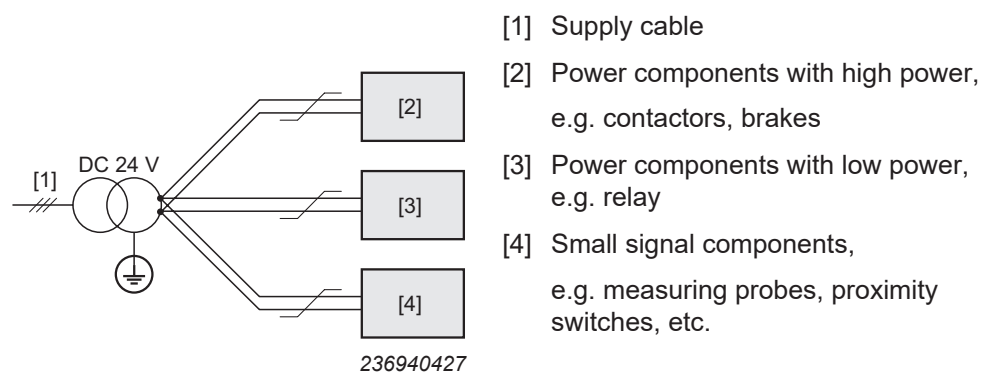 [1] Supply cable
[2] Power components with high power,
e.g. contactors, brakes
[3] Power components with low power,
e.g. relay
[4] Small signal components,
e.g. measuring probes, proximity
switches, etc.
DC 24 V
[1]
[2]
[3]
[4]
236940427